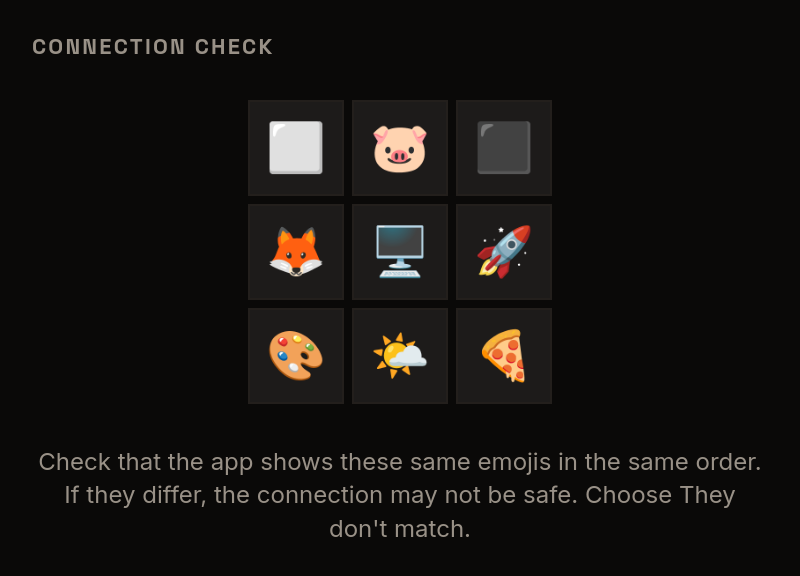 CONNECTION CHECK
Check that the app shows these same emojis in the same order.
If they differ, the connection may not be safe. Choose They
don't match.